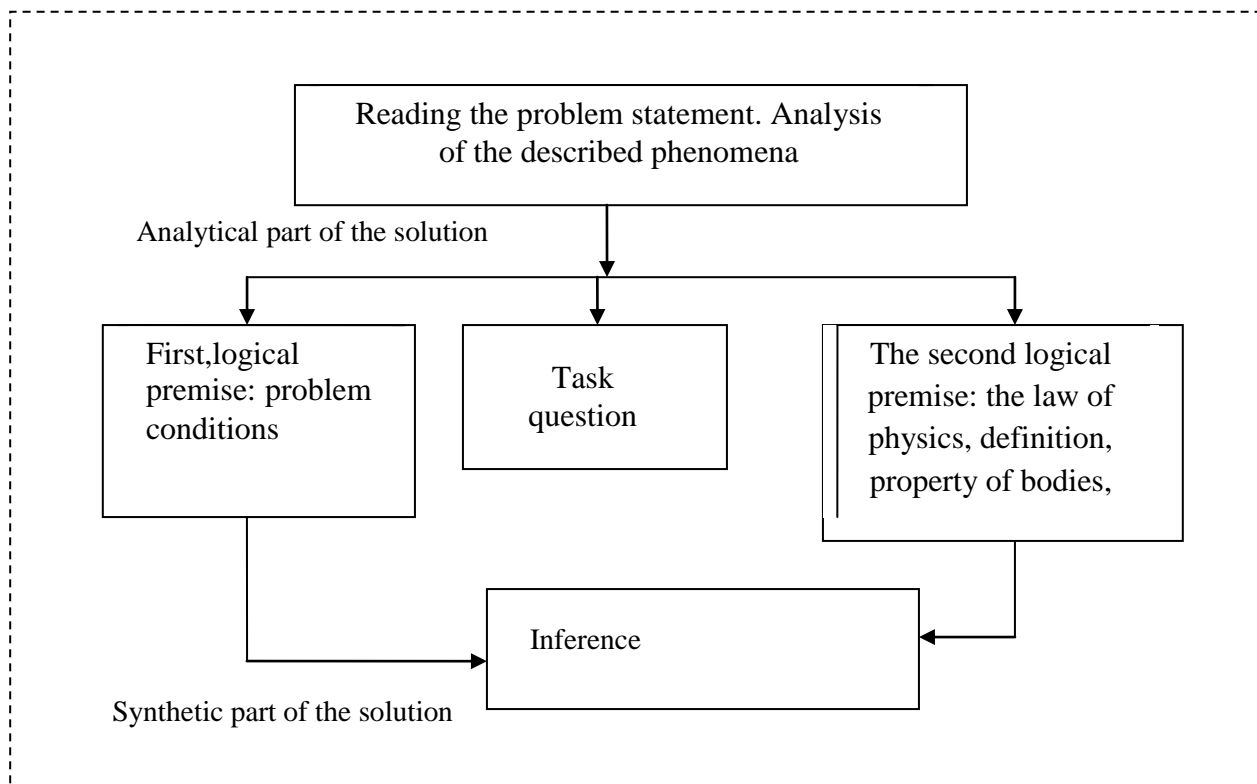 Reading the problem statement. Analysis
of the described phenomena
Analytical part of the solution
First,logical
premise: problem
conditions
Task
question
The second logical
premise: the law of
physics, definition,
property of bodies,
Inference
Synthetic part of the solution